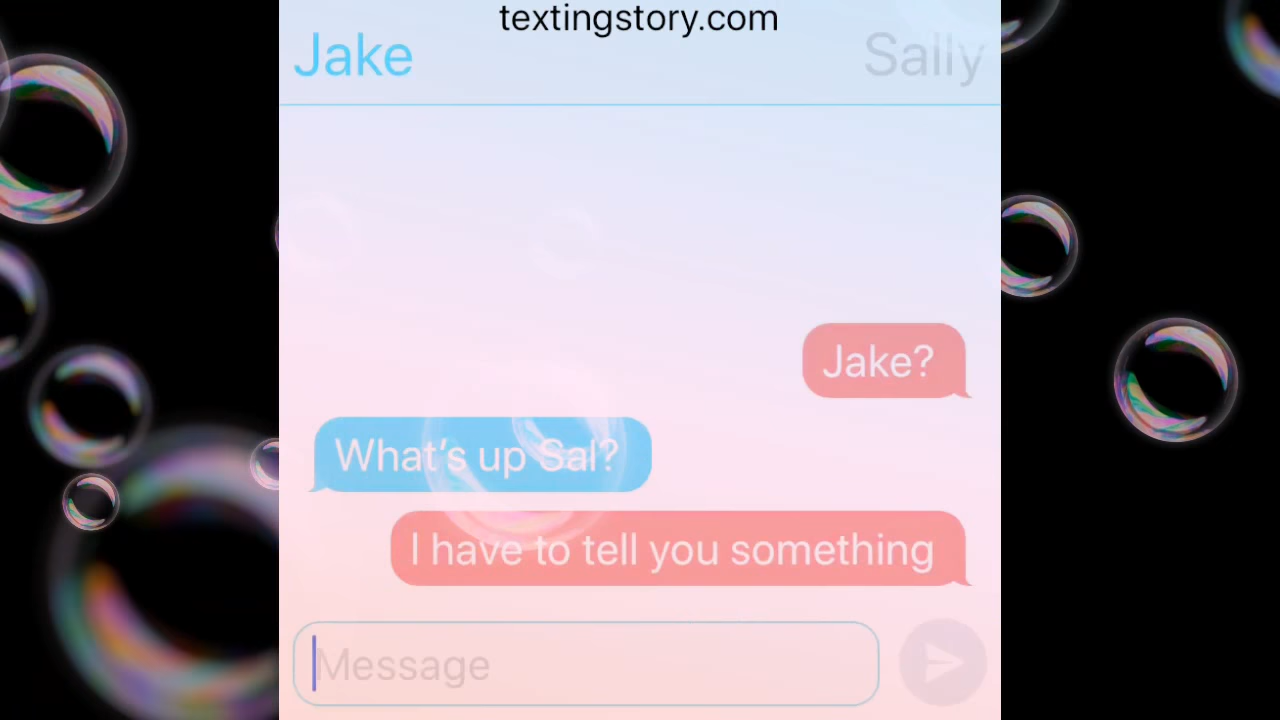 textingstory.com
Jake
Sally
Jake?
What's up Sal?
I have to tell you something
Message